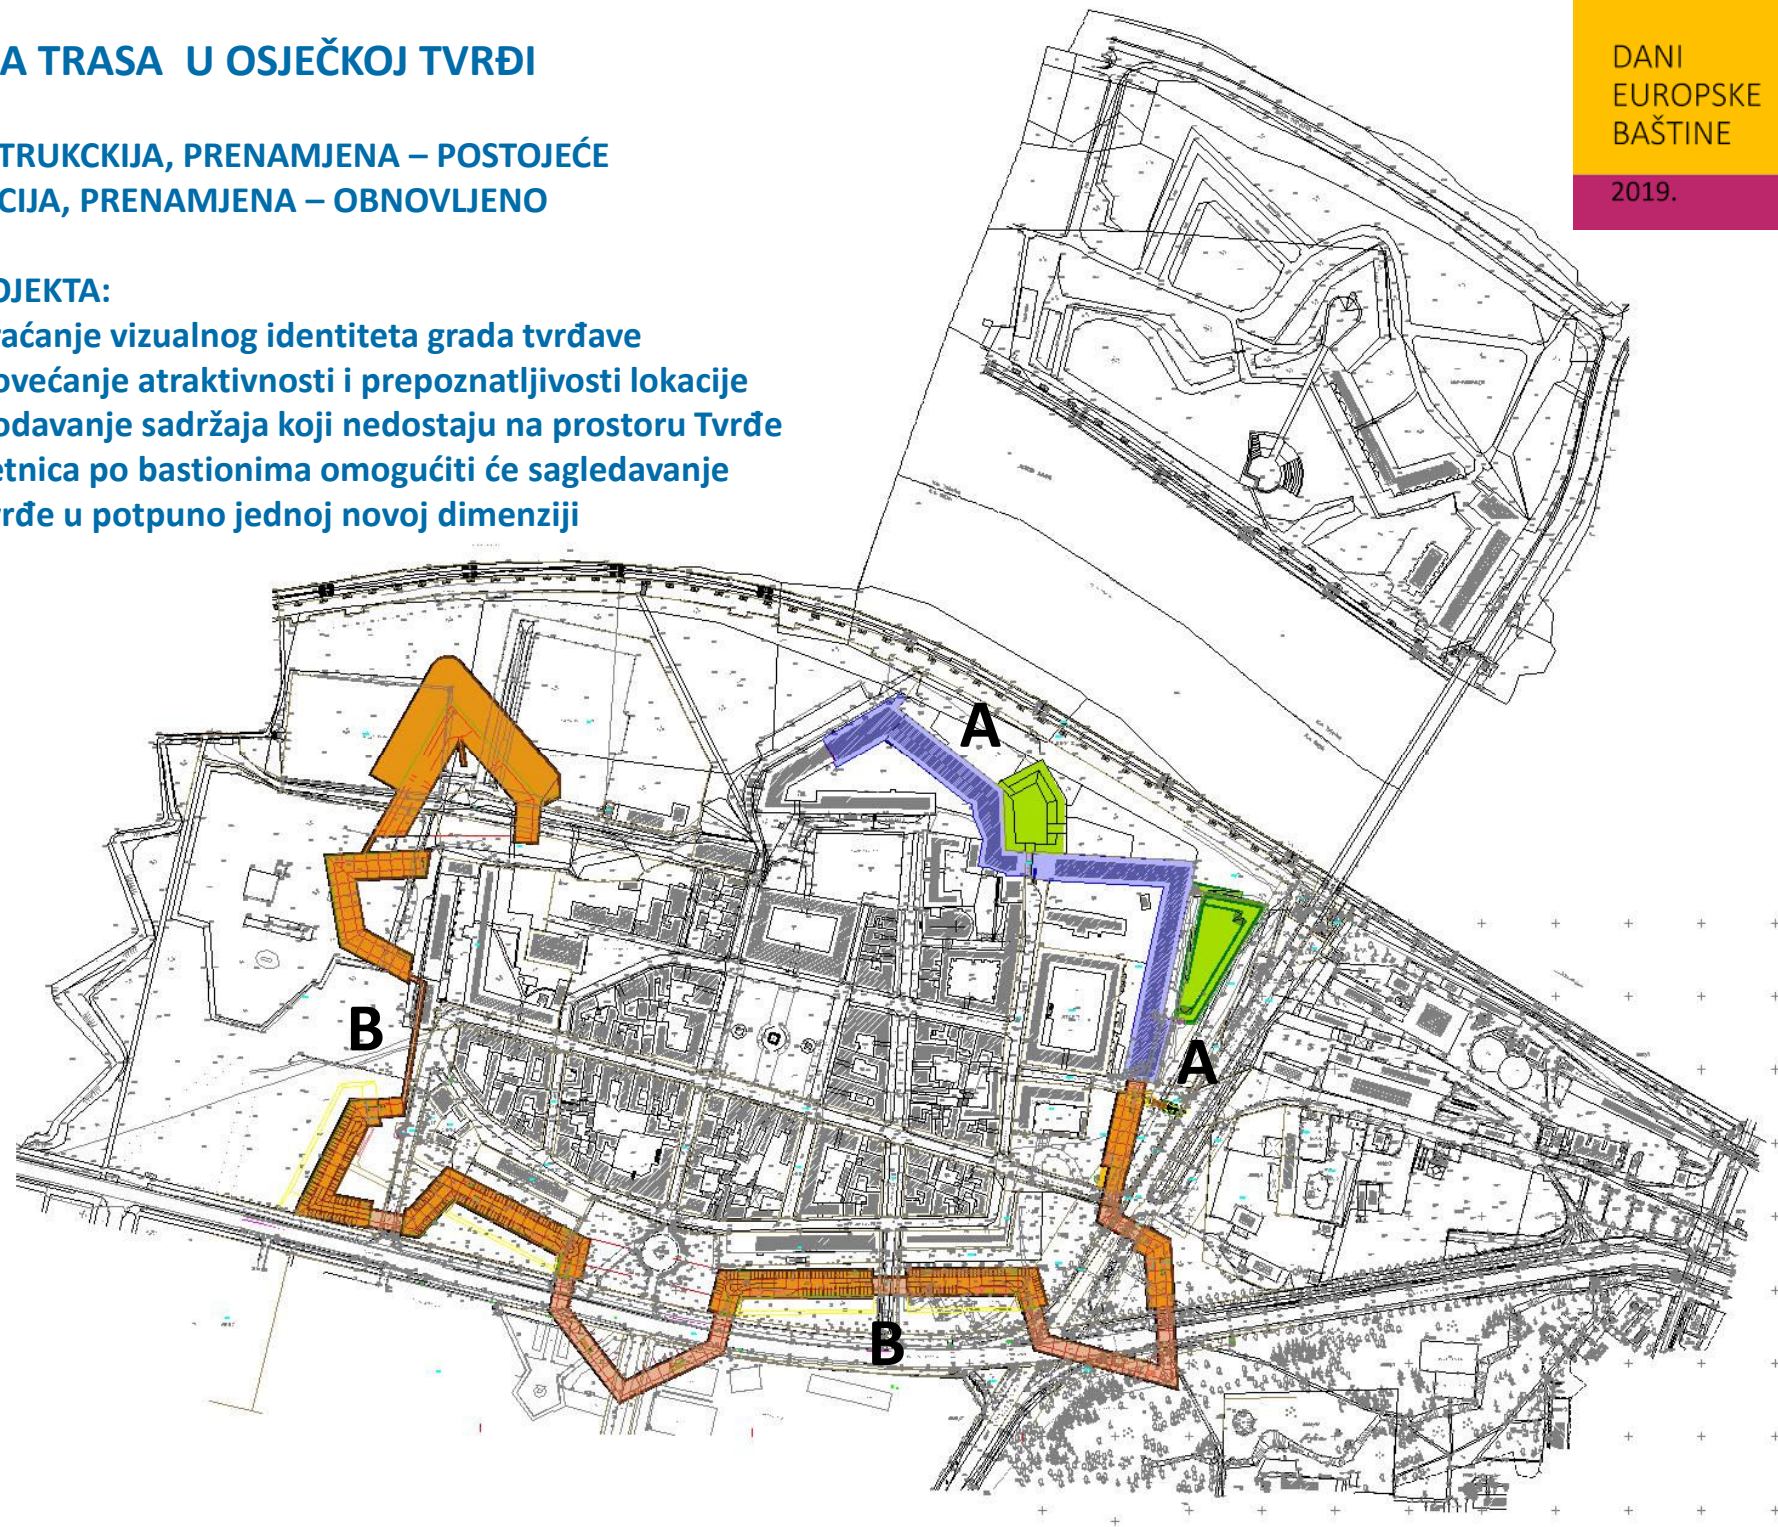 A TRASA U OSJEČKOJ TVRĐI
TRUKCKIJA, PRENAMJENA – POSTOJEĆE
CIJA, PRENAMJENA – OBNOVLJENO
OJEKTA:
raćanje vizualnog identiteta grada tvrđave
ovećanje atraktivnosti i prepoznatljivosti lokacije
odavanje sadržaja koji nedostaju na prostoru Tvrđe
etnica po bastionima omogućiti će sagledavanje
vrđe u potpuno jednoj novoj dimenziji
DANI
EUROPSKE
BAŠTINE
2019.
A
B
A
B